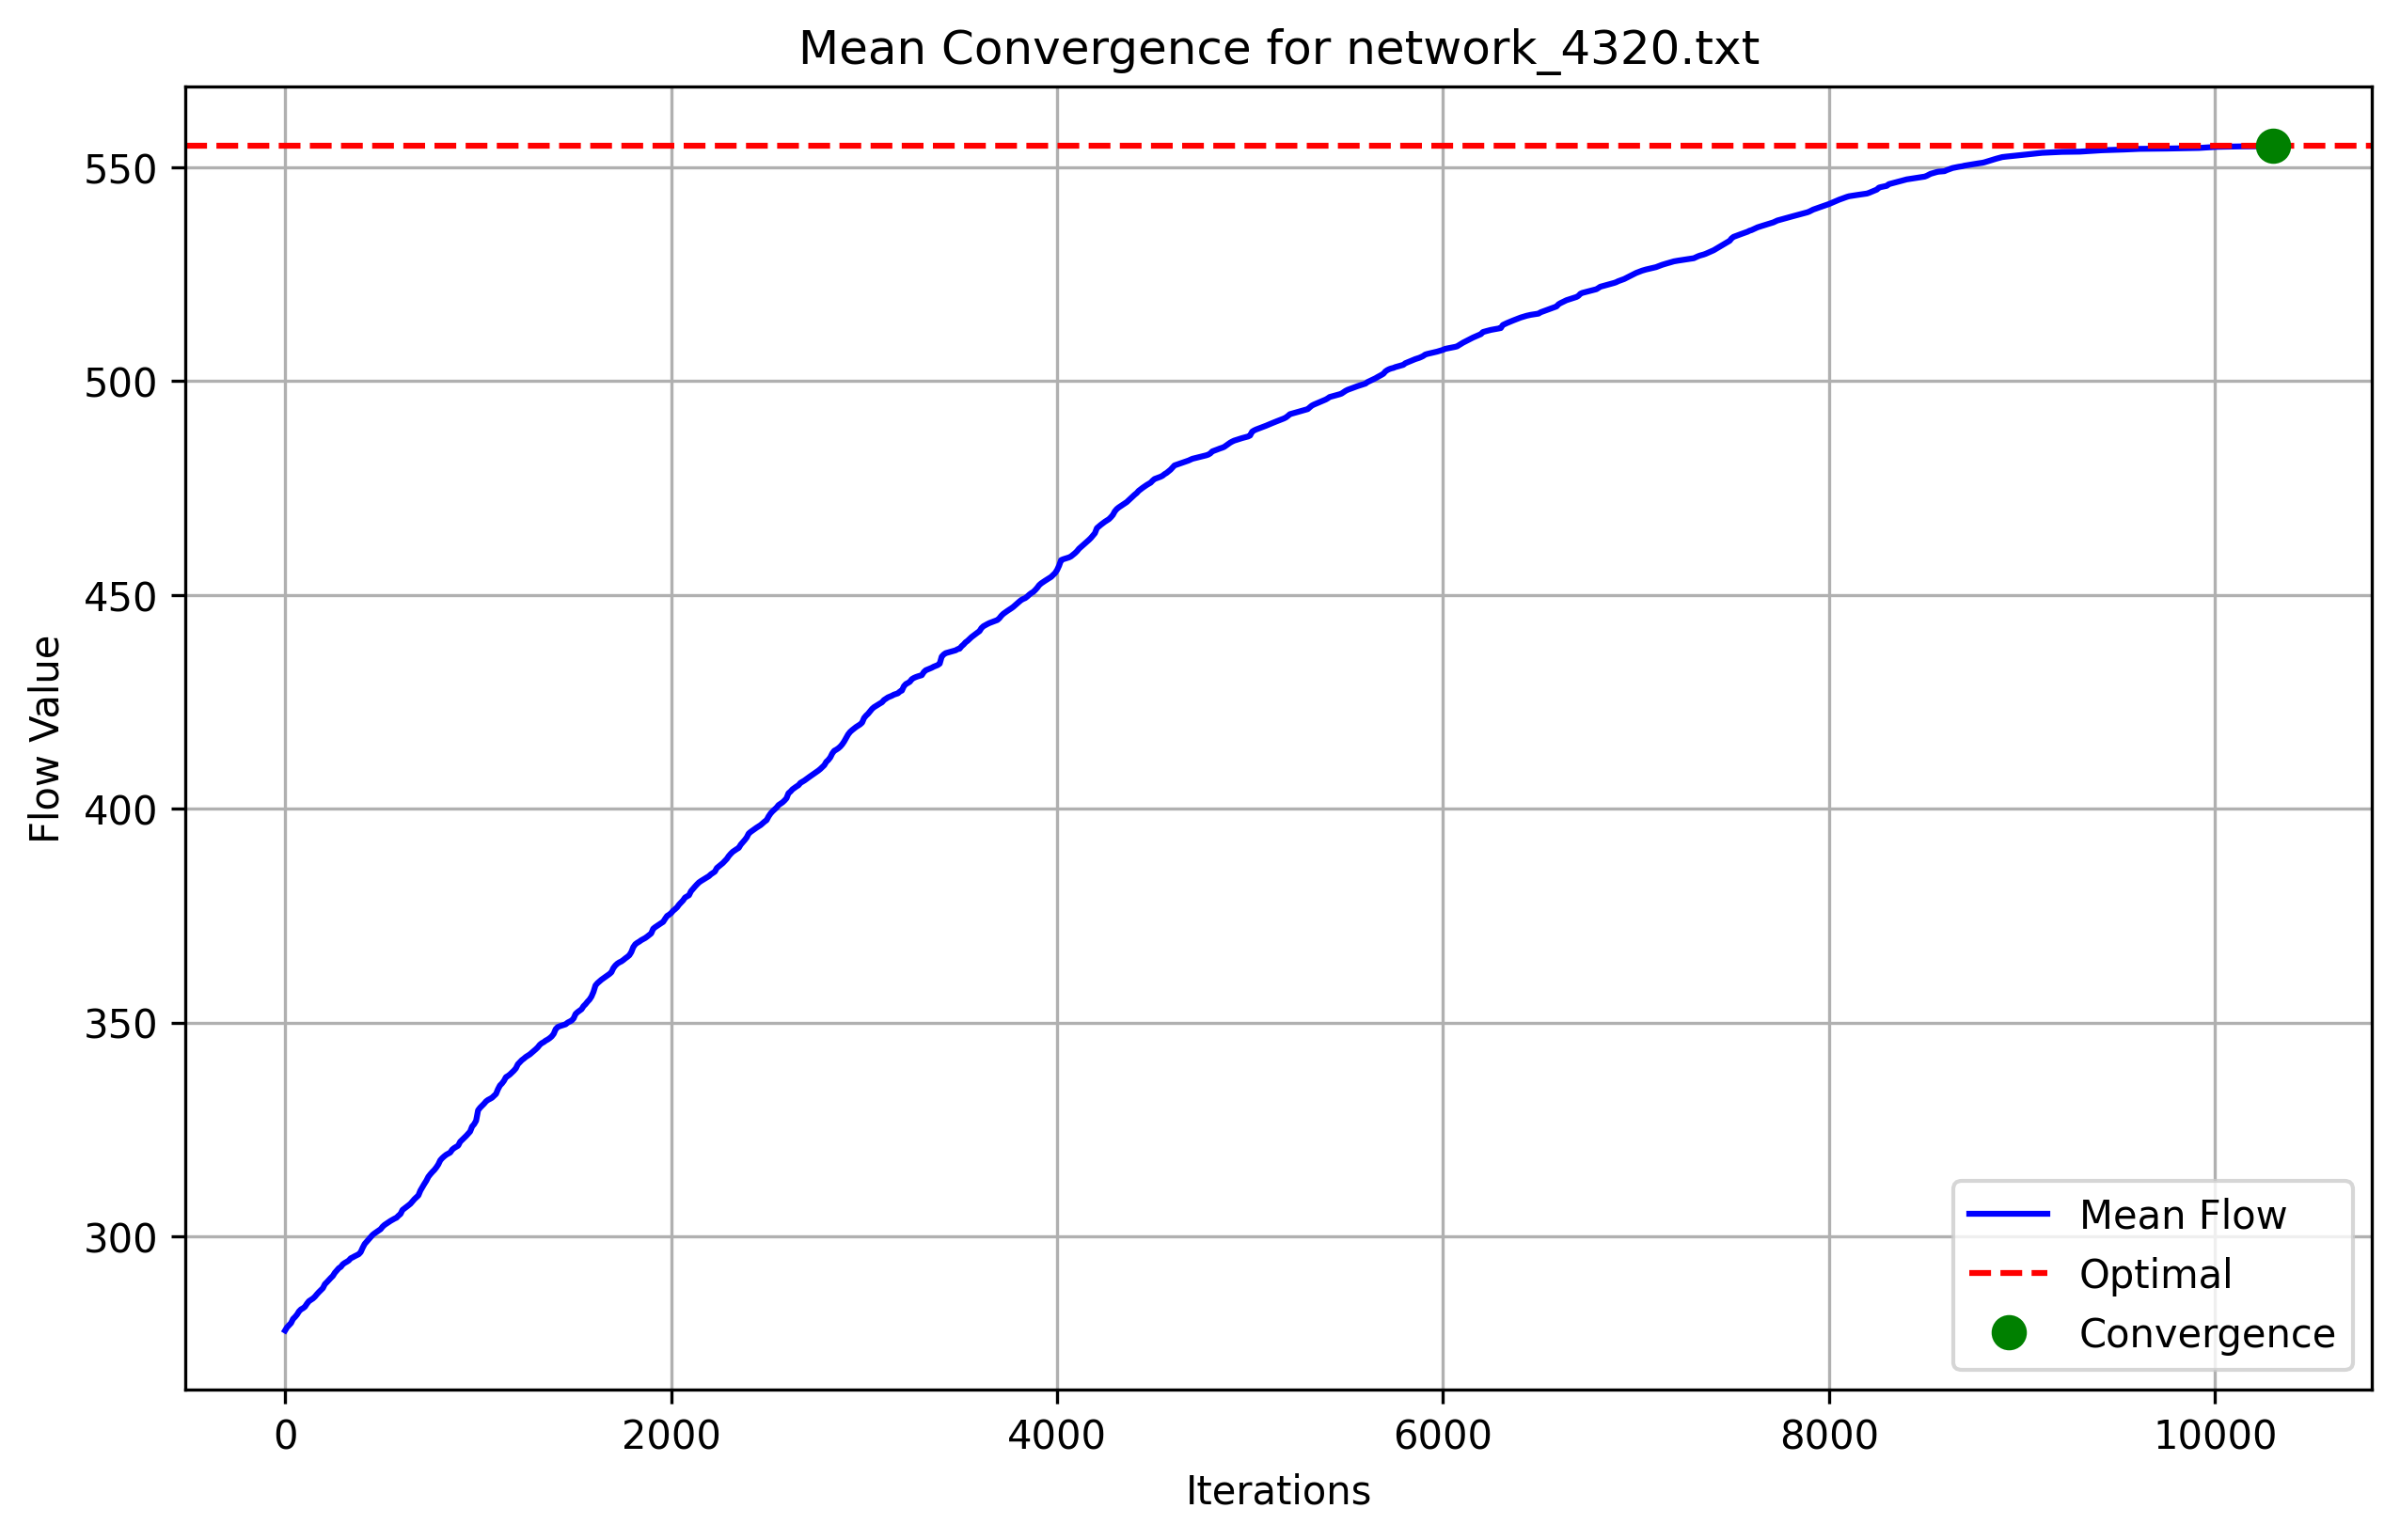 Mean Convergence for network_4320.txt
Flow Value
550
500
450
400
350
300
0 2000 4000 6000 8000 10000
Iterations
Mean Flow
Optimal
Convergence